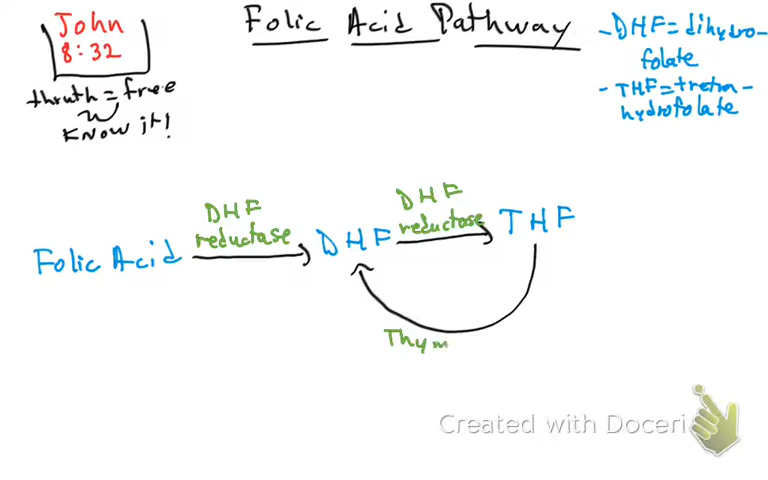 John
8:32
thruth = free
Know it!
Folic Acid Pathway
- DHF = dihydro-
folate
- THF = tretra-
hydrofolate
Folic Acid
DHF
reductase
DHF
DHF
reductase
THF
Thym
Created with Doceri